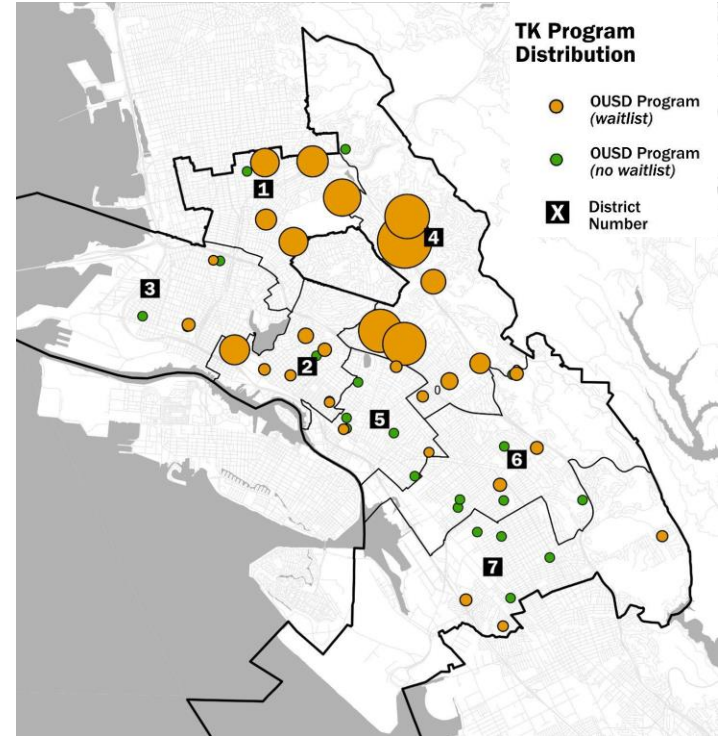 TK Program
Distribution
OUSD Program
(waitlist)
OUSD Program
(no waitlist)
X
District
Number
1
4
3
2
0
5
6
7